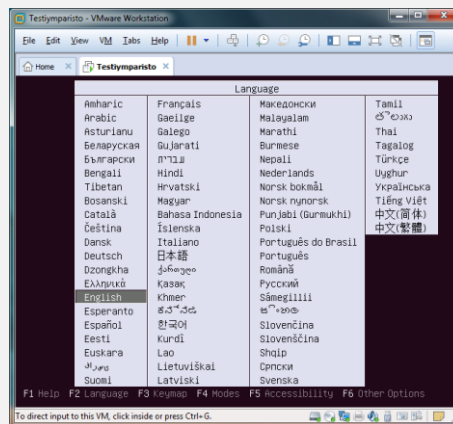 Testiymparisto - VMware Workstation
File Edit View VM Tabs Help
Home Testiymparisto
Language
Amharic Français Македонски Tamil
Arabic Gaeilge Malayalam తెలుగు
Asturianu Galego Marathi Thai
Беларуская Gujarati Burmese Tagalog
Български עברית Nepali Türkçe
Bengali Hindi Nederlands Uyghur
Tibetan Hrvatski Norsk bokmål Українська
Bosanski Magyar Norsk nynorsk Tiếng Việt
Català Bahasa Indonesia Punjabi (Gurmukhi) 中文(简体)
Čeština Íslenska Polski 中文(繁體)
Dansk Italiano Português do Brasil
Deutsch 日本語 Português
Dzongkha ქართული Română
Ελληνικά Қазақ Русский
English Khmer Sámegillii
Esperanto ಕನ್ನಡ සිංහල
Español 한국어 Slovenčina
Eesti Kurdî Slovenščina
Euskara Lao Shqip
Lietuviškai Српски
Suomi Latviski Svenska
F1 Help F2 Language F3 Keymap F4 Modes F5 Accessibility F6 Other Options
To direct input to this VM, click inside or press Ctrl+G.